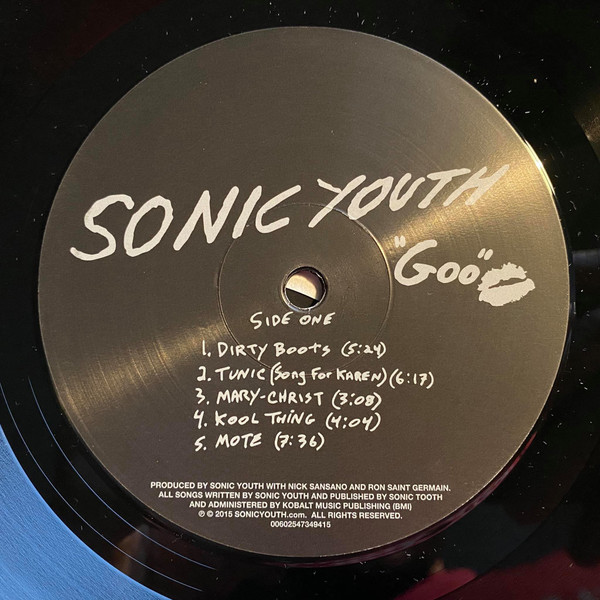 SONIC YOUTH
"Goo"
SIDE ONE
1. DIRTY BOOTS (5:24)
2. TUNIC (Song FOR KAREN) (6:17)
3. MARY-CHRIST (3:08)
4. KOOL THING (4:04)
5. MOTE (7:36)
PRODUCED BY SONIC YOUTH WITH NICK SANSANO AND RON SAINT GERMAIN.
ALL SONGS WRITTEN BY SONIC YOUTH AND PUBLISHED BY SONIC TOOTH
AND ADMINISTERED BY KOBALT MUSIC PUBLISHING (BMI)
℗ © 2015 SONICYOUTH.com. ALL RIGHTS RESERVED.
00602547349415